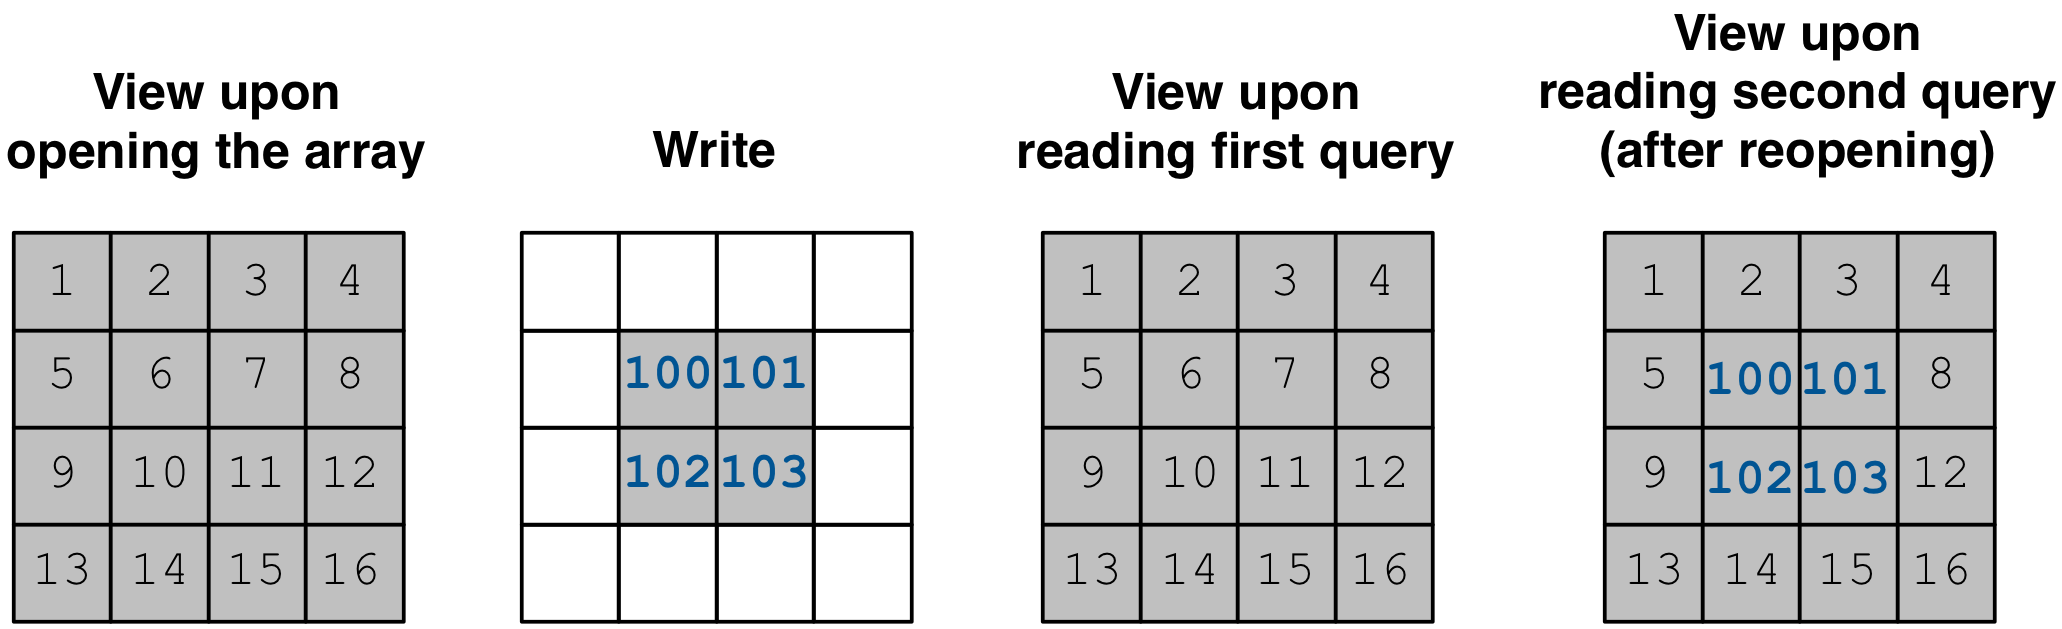 View upon
opening the array
1 2 3 4
5 6 7 8
9 10 11 12
13 14 15 16
Write
100 101
102 103
View upon
reading first query
1 2 3 4
5 6 7 8
9 10 11 12
13 14 15 16
View upon
reading second query
(after reopening)
1 2 3 4
5 100 101 8
9 102 103 12
13 14 15 16